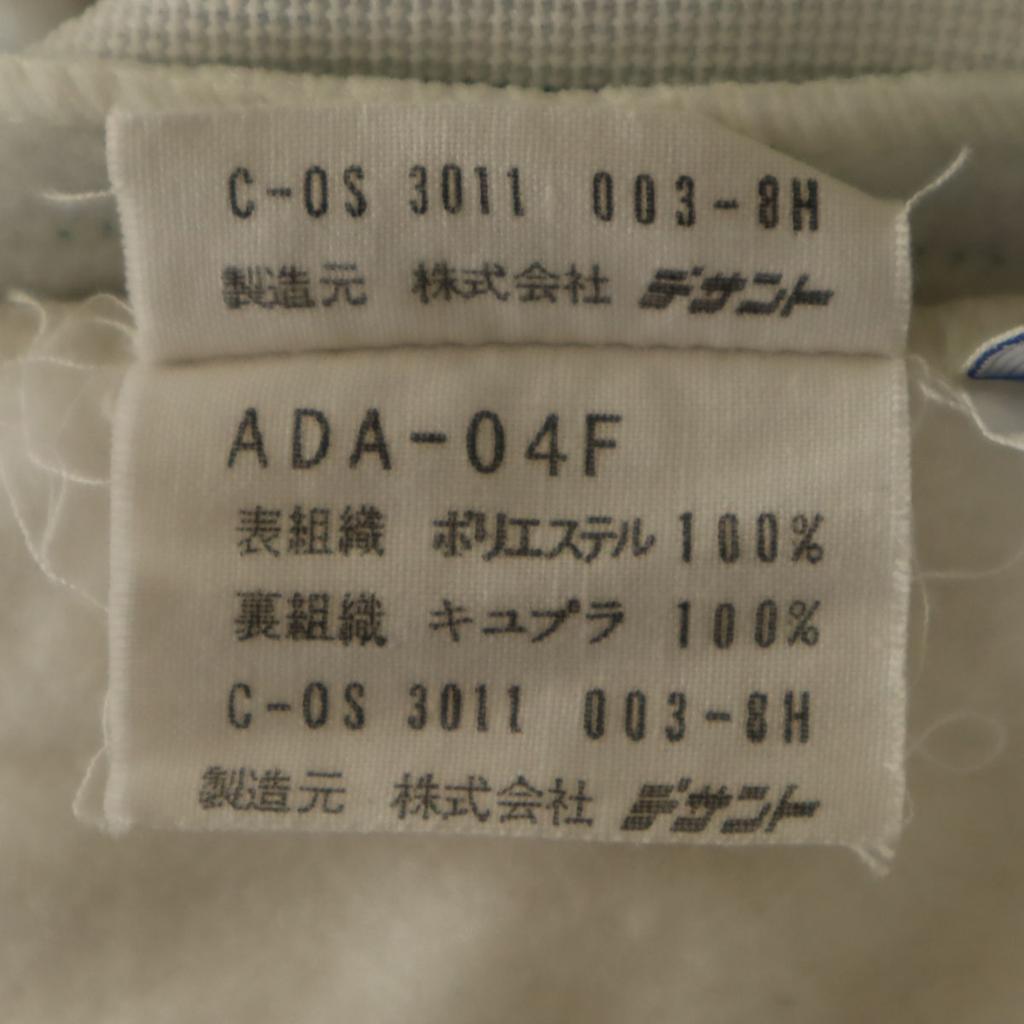 C-OS 3011 003-8H
製造元 株式会社 デサント
ADA-04F
表組織 ポリエステル 100%
裏組織 キュプラ 100%
C-OS 3011 003-8H
製造元 株式会社 デサント